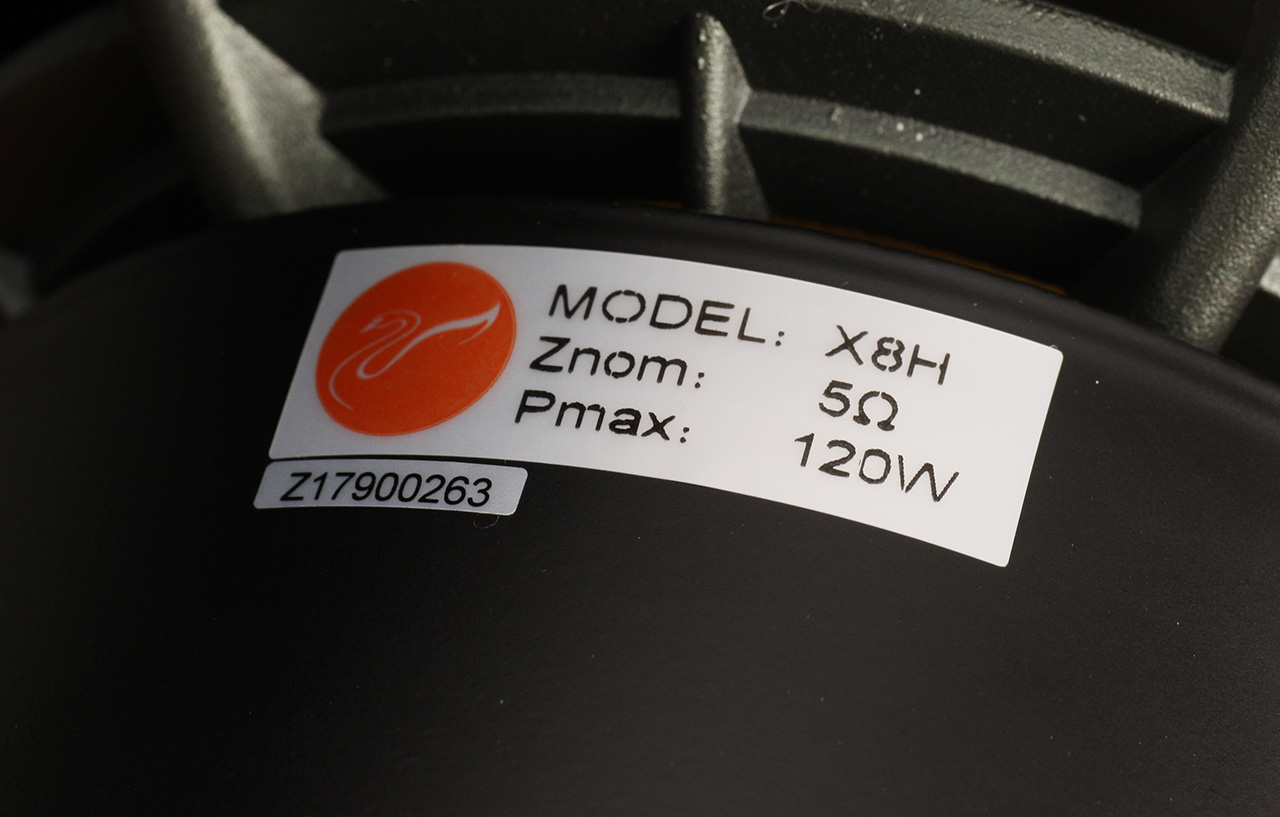 MODEL: X8H
Znom: 5Ω
Pmax: 120W
Z17900263